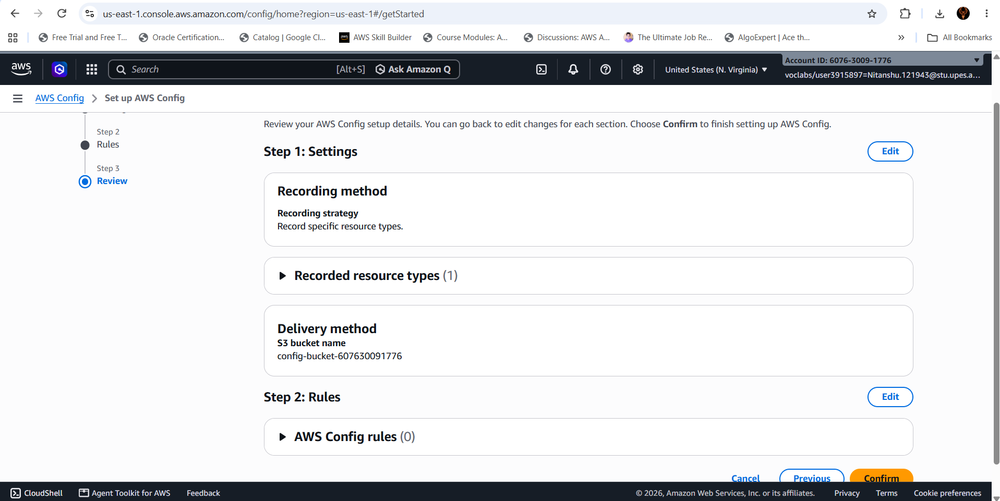 us-east-1.console.aws.amazon.com/config/home?region=us-east-1#/getStarted
Free Trial and Free T...
Oracle Certification...
Catalog | Google Cl...
aws
AWS Skill Builder
Course Modules: A...
Discussions: AWS A...
The Ultimate Job Re...
AlgoExpert | Ace th...
All Bookmarks
aws
Search
[Alt+S]
Ask Amazon Q
United States (N. Virginia)
Account ID: 6076-3009-1776
voclabs/user3915897=Nitanshu.121943@stu.upes.a...
AWS Config
Set up AWS Config
Step 2
Rules
Step 3
Review
Review your AWS Config setup details. You can go back to edit changes for each section. Choose Confirm to finish setting up AWS Config.
Step 1: Settings
Edit
Recording method
Recording strategy
Record specific resource types.
Recorded resource types (1)
Delivery method
S3 bucket name
config-bucket-607630091776
Step 2: Rules
Edit
AWS Config rules (0)
Cancel
Previous
Confirm
CloudShell
Agent Toolkit for AWS
Feedback
© 2026, Amazon Web Services, Inc. or its affiliates.
Privacy
Terms
Cookie preferences